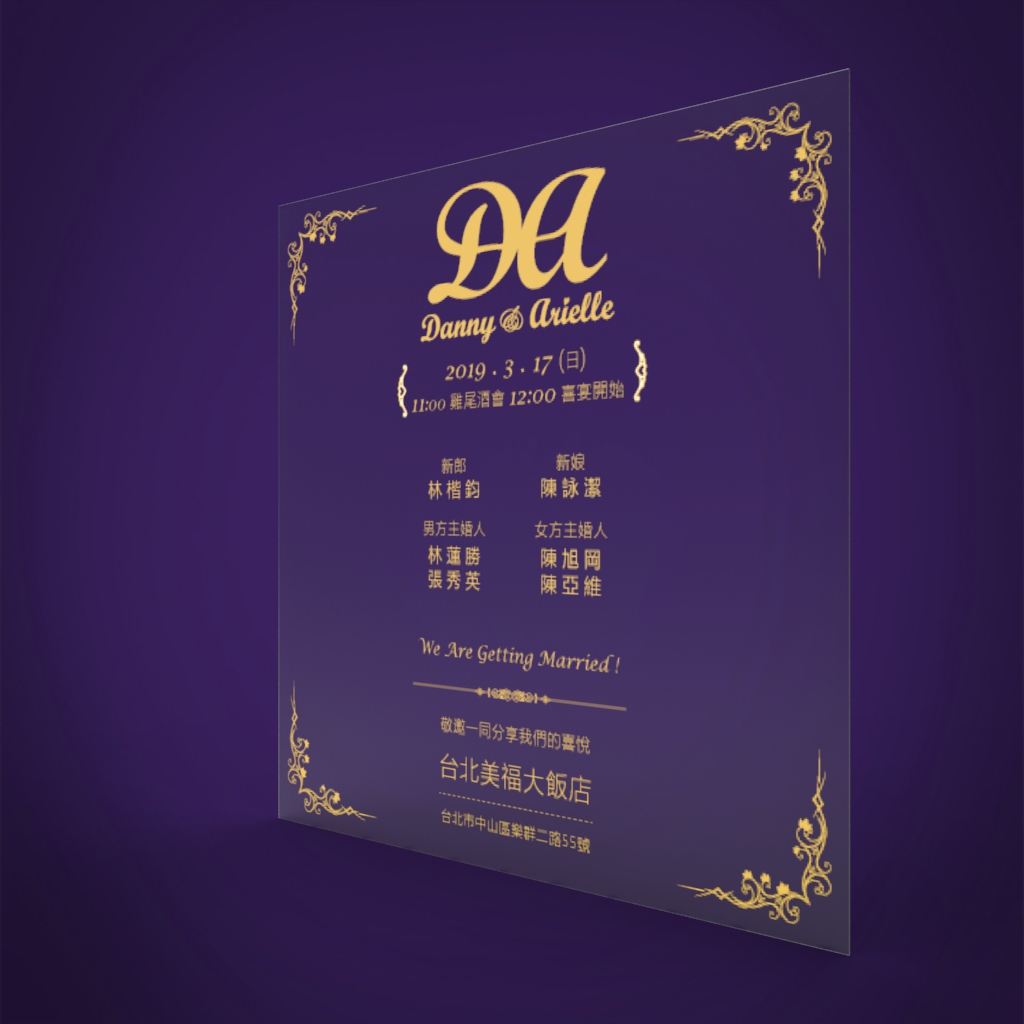 DA
Danny & Arielle
2019 . 3 . 17 (日)
11:00 雞尾酒會 12:00 喜宴開始
新郎 新娘
林楷鈞 陳詠潔
男方主婚人 女方主婚人
林蓮勝 陳旭岡
張秀英 陳亞維
We Are Getting Married !
敬邀一同分享我們的喜悅
台北美福大飯店
台北市中山區樂群二路55號